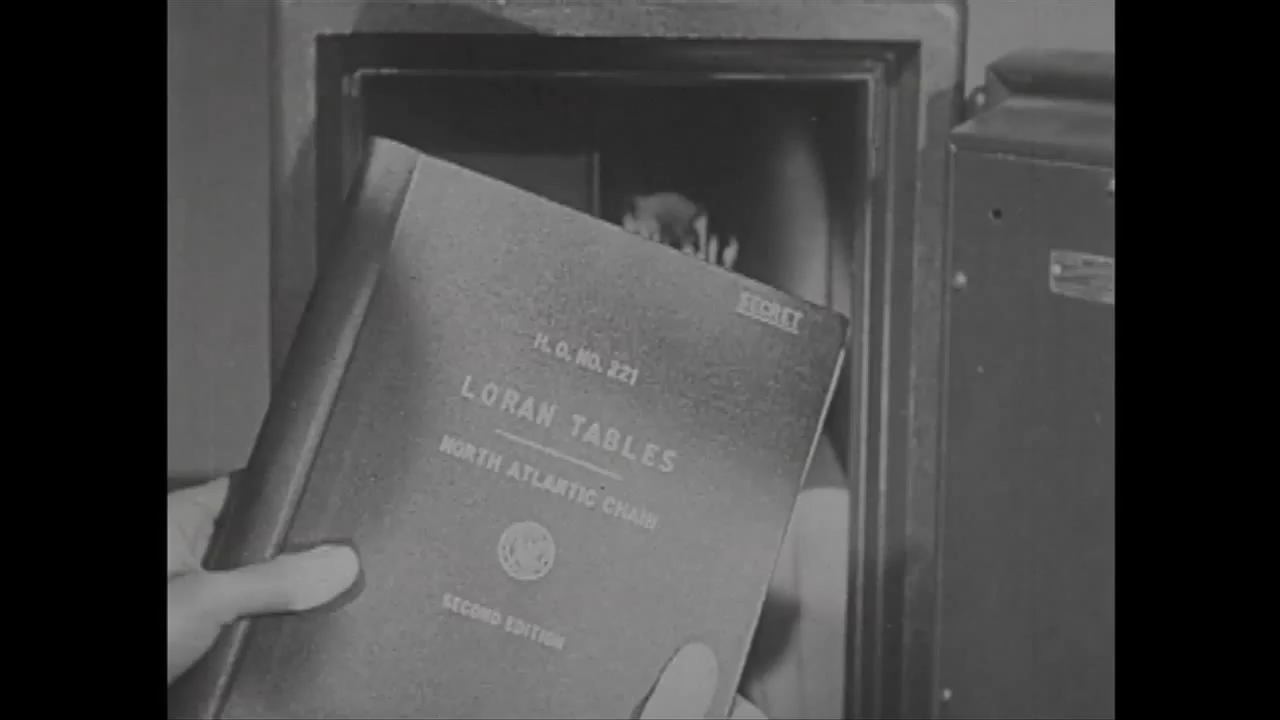 SECRET
H. O. NO. 221
LORAN TABLES
NORTH ATLANTIC CHAIN
SECOND EDITION